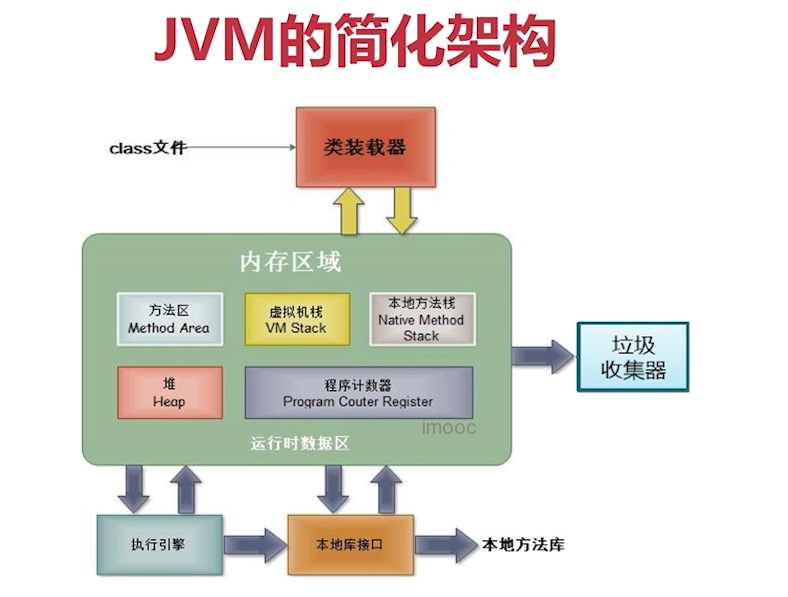 JVM的简化架构
class文件
类装载器
内存区域
方法区
Method Area
虚拟机栈
VM Stack
本地方法栈
Native Method
Stack
堆
Heap
程序计数器
Program Couter Register
imooc
运行时数据区
垃圾
收集器
执行引擎
本地库接口
本地方法库